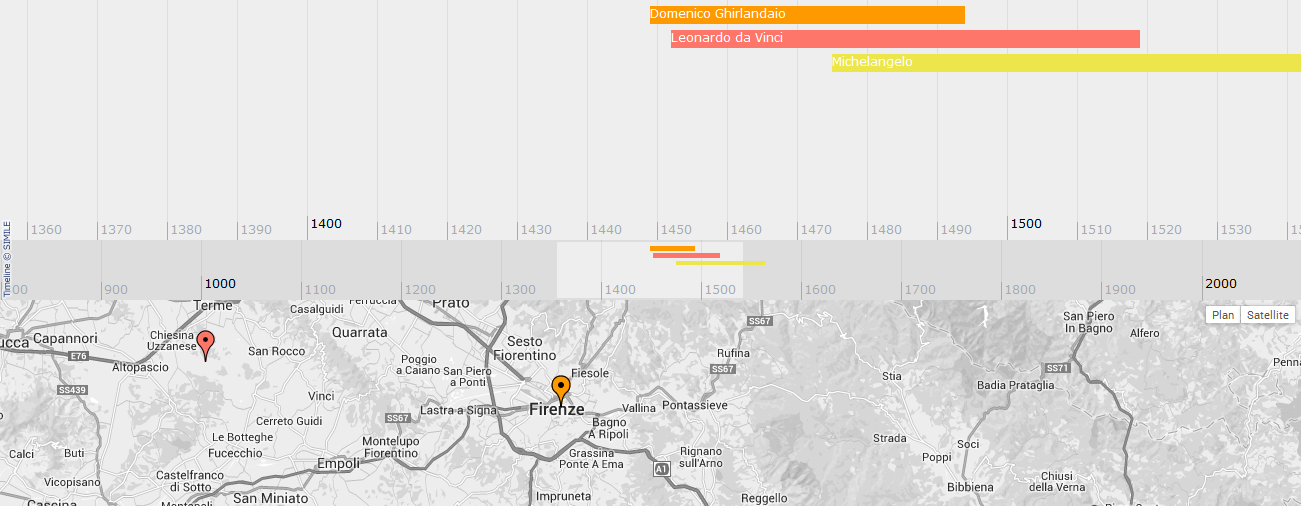 Domenico Ghirlandaio
Leonardo da Vinci
Michelangelo
Timeline © SIMILE
1360 1370 1380 1390 1400 1410 1420 1430 1440 1450 1460 1470 1480 1490 1500 1510 1520 1530
900 1000 1100 1200 1300 1400 1500 1600 1700 1800 1900 2000
Terme
Casalguidi
Prato
Plan Satellite
San Piero
In Bagno
Alfero
SS67
Chiesina
Uzzanese
Capannori
Quarrata
Sesto
Fiorentino
E76
San Rocco
Poggio
a Caiano
San Piero
a Ponti
Rufina
SS67
SS71
Altopascio
Fiesole
Stia
Badia Prataglia
SS439
Vinci
SS67
Lastra a Signa
Firenze
Vallina
Pontassieve
Cerreto Guidi
Bagno
A Ripoli
Le Botteghe
Fucecchio
Montelupo
Fiorentino
Strada
Soci
Calci
Buti
Empoli
Grassina
Ponte A Ema
A1
Rignano
sull'Arno
Poppi
Castelfranco
di Sotto
Vicopisano
San Miniato
Impruneta
Reggello
Bibbiena
Chiusi
della Verna